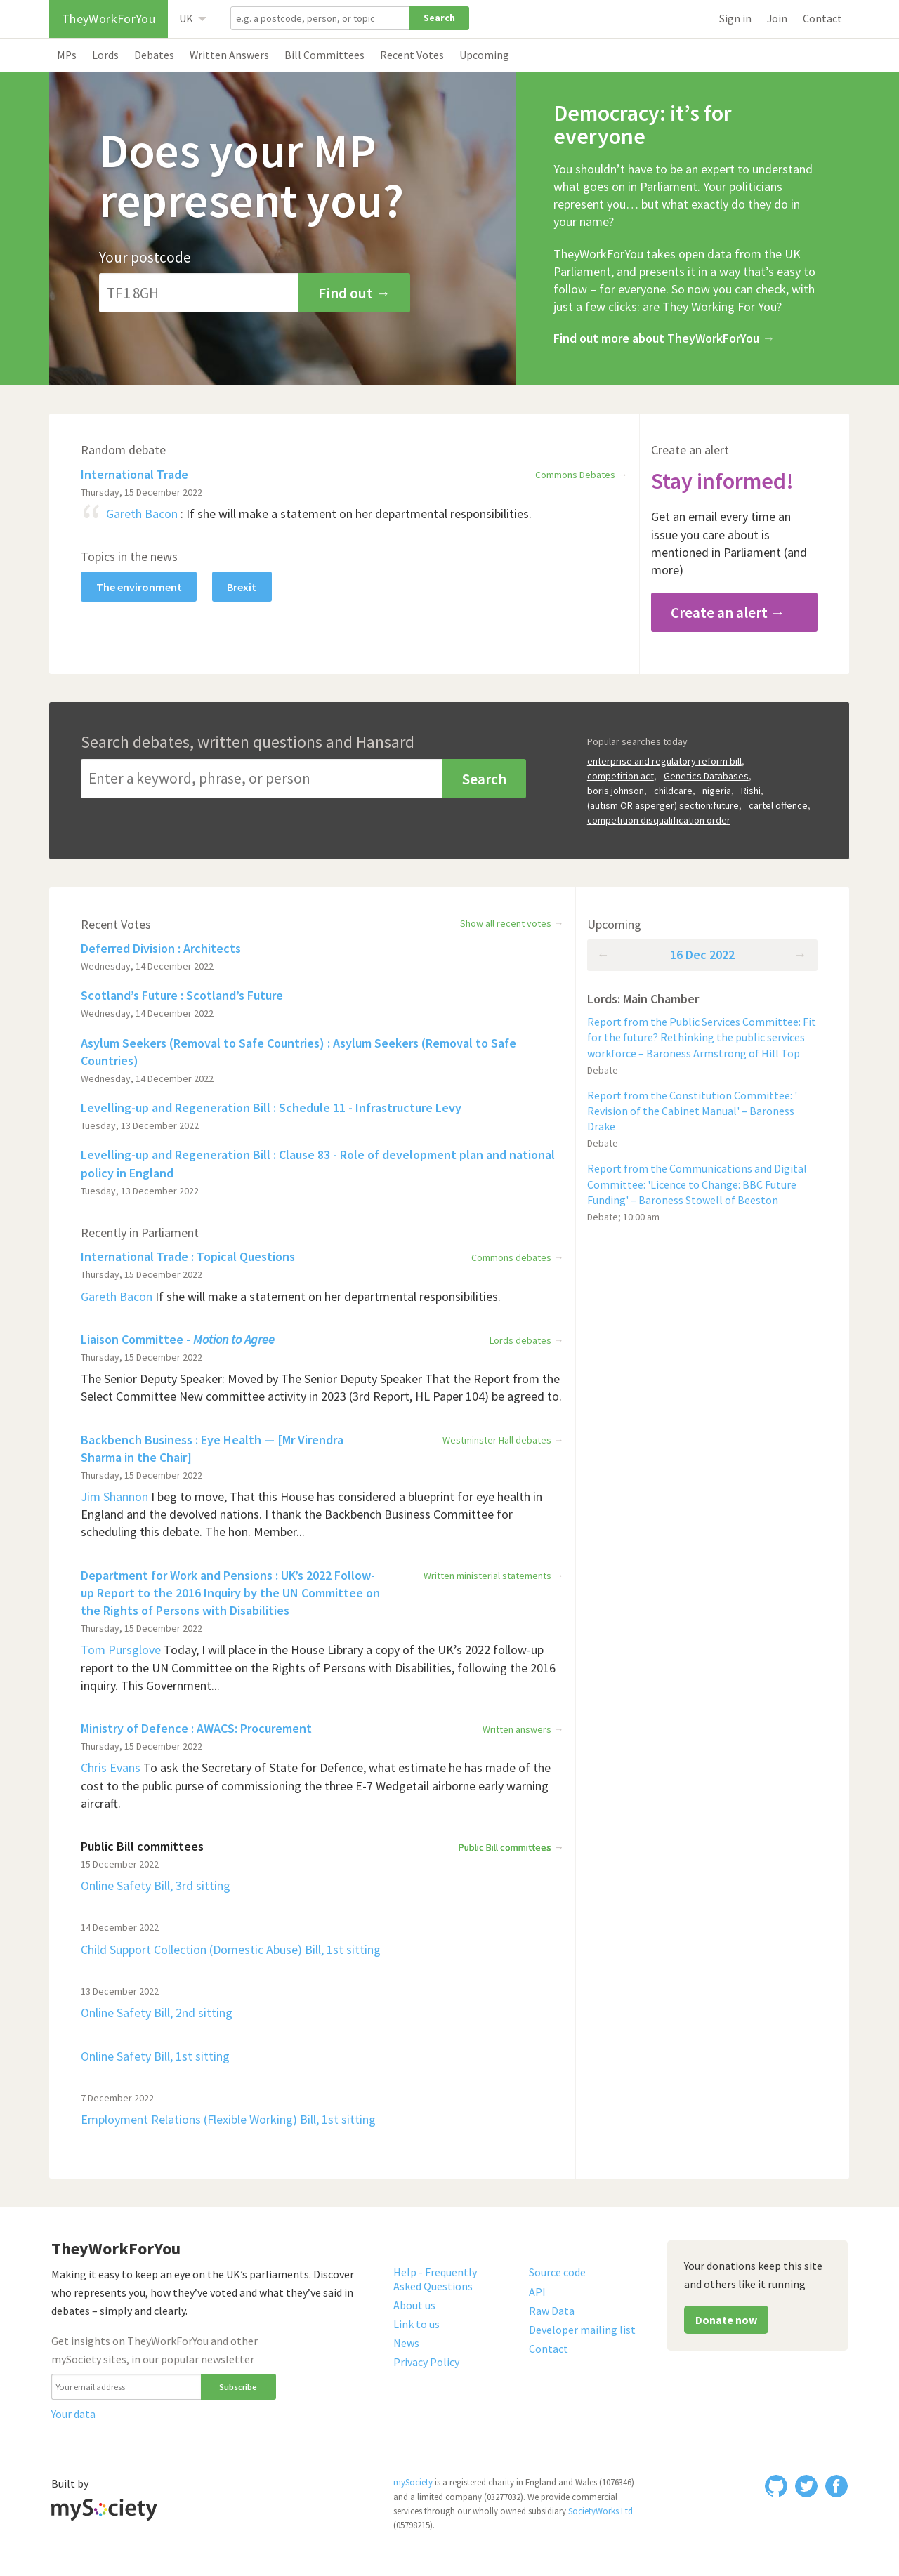 TheyWorkForYou
UK
e.g. a postcode, person, or topic
Search
Sign in
Join
Contact
MPs
Lords
Debates
Written Answers
Bill Committees
Recent Votes
Upcoming
Does your MP
represent you?
Your postcode
TF1 8GH
Find out →
Democracy: it’s for
everyone
You shouldn’t have to be an expert to understand
what goes on in Parliament. Your politicians
represent you… but what exactly do they do in
your name?
TheyWorkForYou takes open data from the UK
Parliament, and presents it in a way that’s easy to
follow – for everyone. So now you can check, with
just a few clicks: are They Working For You?
Find out more about TheyWorkForYou →
Random debate
International Trade
Commons Debates →
Thursday, 15 December 2022
“ Gareth Bacon : If she will make a statement on her departmental responsibilities.
Topics in the news
The environment
Brexit
Create an alert
Stay informed!
Get an email every time an
issue you care about is
mentioned in Parliament (and
more)
Create an alert →
Search debates, written questions and Hansard
Enter a keyword, phrase, or person
Search
Popular searches today
enterprise and regulatory reform bill,
competition act, Genetics Databases,
boris johnson, childcare, nigeria, Rishi,
(autism OR asperger) section:future, cartel offence,
competition disqualification order
Recent Votes
Show all recent votes →
Deferred Division : Architects
Wednesday, 14 December 2022
Scotland’s Future : Scotland’s Future
Wednesday, 14 December 2022
Asylum Seekers (Removal to Safe Countries) : Asylum Seekers (Removal to Safe
Countries)
Wednesday, 14 December 2022
Levelling-up and Regeneration Bill : Schedule 11 - Infrastructure Levy
Tuesday, 13 December 2022
Levelling-up and Regeneration Bill : Clause 83 - Role of development plan and national
policy in England
Tuesday, 13 December 2022
Recently in Parliament
International Trade : Topical Questions
Commons debates →
Thursday, 15 December 2022
Gareth Bacon If she will make a statement on her departmental responsibilities.
Liaison Committee - Motion to Agree
Lords debates →
Thursday, 15 December 2022
The Senior Deputy Speaker: Moved by The Senior Deputy Speaker That the Report from the
Select Committee New committee activity in 2023 (3rd Report, HL Paper 104) be agreed to.
Backbench Business : Eye Health — [Mr Virendra
Sharma in the Chair]
Westminster Hall debates →
Thursday, 15 December 2022
Jim Shannon I beg to move, That this House has considered a blueprint for eye health in
England and the devolved nations. I thank the Backbench Business Committee for
scheduling this debate. The hon. Member...
Department for Work and Pensions : UK’s 2022 Follow-
up Report to the 2016 Inquiry by the UN Committee on
the Rights of Persons with Disabilities
Written ministerial statements →
Thursday, 15 December 2022
Tom Pursglove Today, I will place in the House Library a copy of the UK’s 2022 follow-up
report to the UN Committee on the Rights of Persons with Disabilities, following the 2016
inquiry. This Government...
Ministry of Defence : AWACS: Procurement
Written answers →
Thursday, 15 December 2022
Chris Evans To ask the Secretary of State for Defence, what estimate he has made of the
cost to the public purse of commissioning the three E-7 Wedgetail airborne early warning
aircraft.
Public Bill committees
Public Bill committees →
15 December 2022
Online Safety Bill, 3rd sitting
14 December 2022
Child Support Collection (Domestic Abuse) Bill, 1st sitting
13 December 2022
Online Safety Bill, 2nd sitting
Online Safety Bill, 1st sitting
7 December 2022
Employment Relations (Flexible Working) Bill, 1st sitting
Upcoming
← 16 Dec 2022 →
Lords: Main Chamber
Report from the Public Services Committee: Fit
for the future? Rethinking the public services
workforce – Baroness Armstrong of Hill Top
Debate
Report from the Constitution Committee: '
Revision of the Cabinet Manual' – Baroness
Drake
Debate
Report from the Communications and Digital
Committee: 'Licence to Change: BBC Future
Funding' – Baroness Stowell of Beeston
Debate; 10:00 am
TheyWorkForYou
Making it easy to keep an eye on the UK’s parliaments. Discover
who represents you, how they’ve voted and what they’ve said in
debates – simply and clearly.
Get insights on TheyWorkForYou and other
mySociety sites, in our popular newsletter
Your email address
Subscribe
Your data
Help - Frequently
Asked Questions
About us
Link to us
News
Privacy Policy
Source code
API
Raw Data
Developer mailing list
Contact
Your donations keep this site
and others like it running
Donate now
Built by
mySociety
mySociety is a registered charity in England and Wales (1076346)
and a limited company (03277032). We provide commercial
services through our wholly owned subsidiary SocietyWorks Ltd
(05798215).